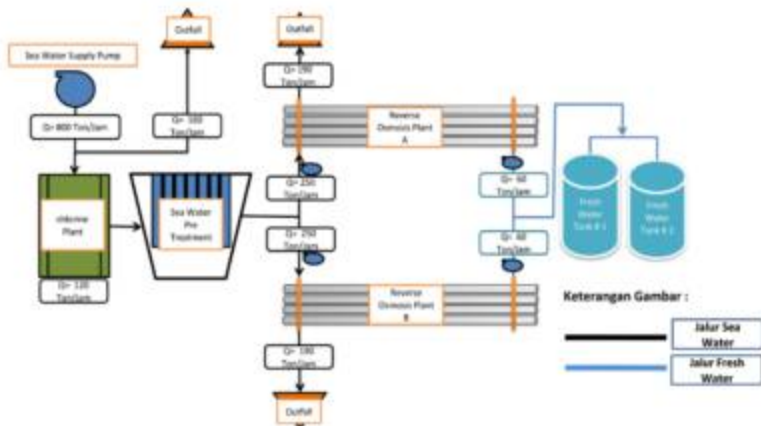 Outfall
Outfall
Sea Water Supply Pump
Q= 190
Ton/Jam
Q= 800 Ton/Jam
Ton/Jam
Reverse
Osmosis Plant
A
Q= 250
Ton/Jam
Q= 60
Ton/Jam
chlorine
Plant
Sea Water
Pre
Treatment
Fresh
Water
Tank # 1
Fresh
Water
Tank # 2
Q= 250
Ton/Jam
Q= 60
Ton/Jam
Q= 120
Ton/Jam
Reverse
Osmosis Plant
B
Keterangan Gambar :
Jalur Sea
Water
Q= 190
Ton/Jam
Jalur Fresh
Water
Outfall